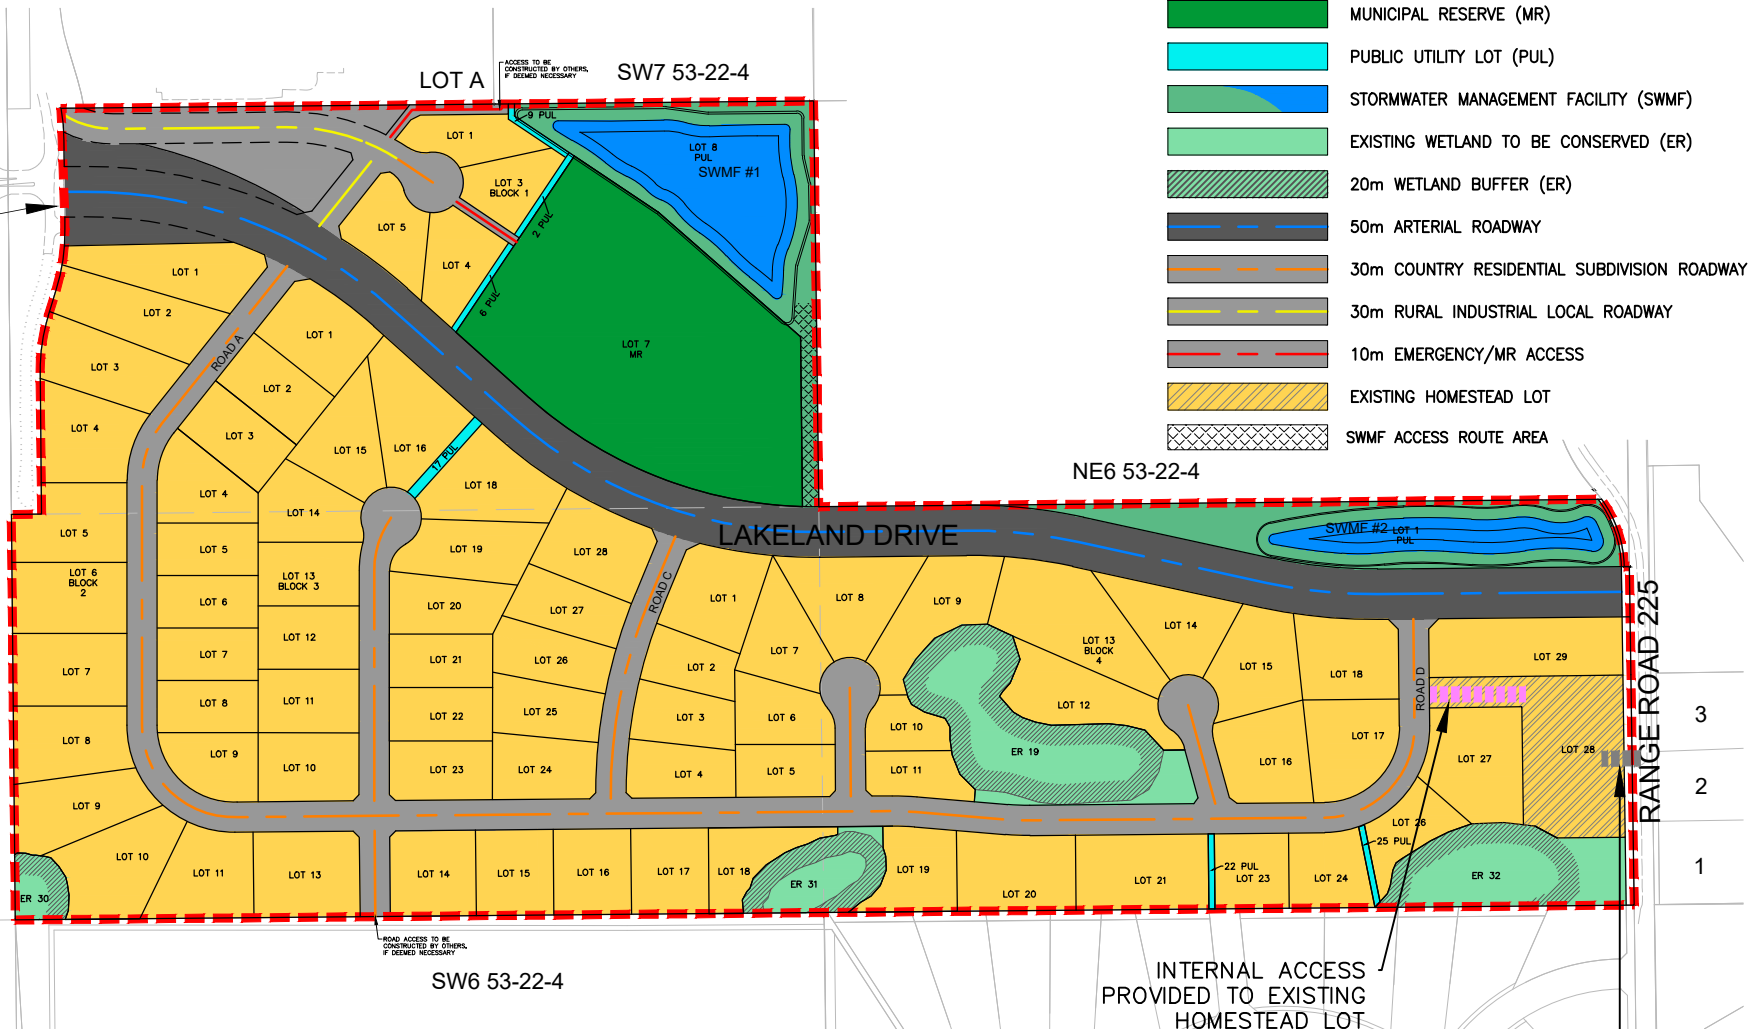 MUNICIPAL RESERVE (MR)
PUBLIC UTILITY LOT (PUL)
STORMWATER MANAGEMENT FACILITY (SWMF)
EXISTING WETLAND TO BE CONSERVED (ER)
20m WETLAND BUFFER (ER)
50m ARTERIAL ROADWAY
30m COUNTRY RESIDENTIAL SUBDIVISION ROADWAY
30m RURAL INDUSTRIAL LOCAL ROADWAY
10m EMERGENCY/MR ACCESS
EXISTING HOMESTEAD LOT
SWMF ACCESS ROUTE AREA
LOT A
ACCESS TO BE
CONSTRUCTED BY OTHERS,
IF DEEMED NECESSARY
SW7 53-22-4
9 PUL
LOT 1
LOT 3
BLOCK 1
LOT 8
PUL
SWMF #1
2 PUL
LOT 5
LOT 4
6 PUL
LOT 7
MR
NE6 53-22-4
LOT 1
LOT 2
LOT 3
LOT 4
LOT 5
LOT 6
BLOCK
2
LOT 7
LOT 8
LOT 9
LOT 10
LOT 11
LOT 13
LOT 14
LOT 15
LOT 16
LOT 17
LOT 18
LOT 19
LOT 20
LOT 21
22 PUL
LOT 23
LOT 24
25 PUL
LOT 26
LOT 27
LOT 28
LOT 29
ER 30
ER 31
ER 32
ROAD A
LOT 1
LOT 2
LOT 3
LOT 4
LOT 5
LOT 6
LOT 7
LOT 8
LOT 9
LOT 10
LOT 11
LOT 12
LOT 13
BLOCK 3
LOT 14
LOT 15
LOT 16
17 PUL
LOT 18
LOT 19
LOT 20
LOT 21
LOT 22
LOT 23
LOT 24
LOT 25
LOT 26
LOT 27
LOT 28
ROAD C
LAKELAND DRIVE
SWMF #2
LOT 1
PUL
LOT 1
LOT 2
LOT 3
LOT 4
LOT 5
LOT 6
LOT 7
LOT 8
LOT 9
LOT 10
LOT 11
LOT 12
LOT 13
BLOCK
4
LOT 14
LOT 15
LOT 16
LOT 17
LOT 18
ER 19
ROAD D
RANGE ROAD 225
3
2
1
ROAD ACCESS TO BE
CONSTRUCTED BY OTHERS,
IF DEEMED NECESSARY
SW6 53-22-4
INTERNAL ACCESS
PROVIDED TO EXISTING
HOMESTEAD LOT